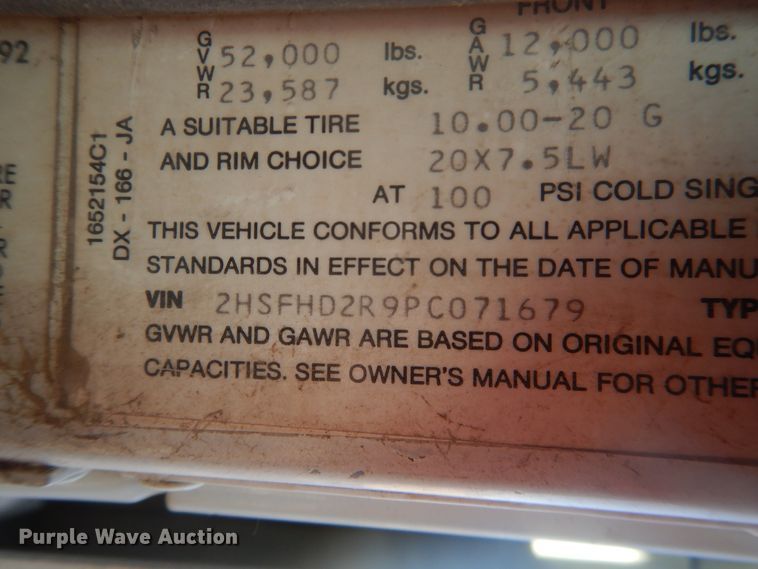 92
FRONT
GVWR 52,000 lbs. GAWR 12,000 lbs.
23,587 kgs. 5,443 kgs.
A SUITABLE TIRE 10.00-20 G
AND RIM CHOICE 20X7.5LW
AT 100 PSI COLD SING
THIS VEHICLE CONFORMS TO ALL APPLICABLE
STANDARDS IN EFFECT ON THE DATE OF MANU
VIN 2HSFHD2R9PC071679 TYP
GVWR AND GAWR ARE BASED ON ORIGINAL EQ
CAPACITIES. SEE OWNER'S MANUAL FOR OTHER
1652154C1
DX - 166 - JA
Purple Wave Auction